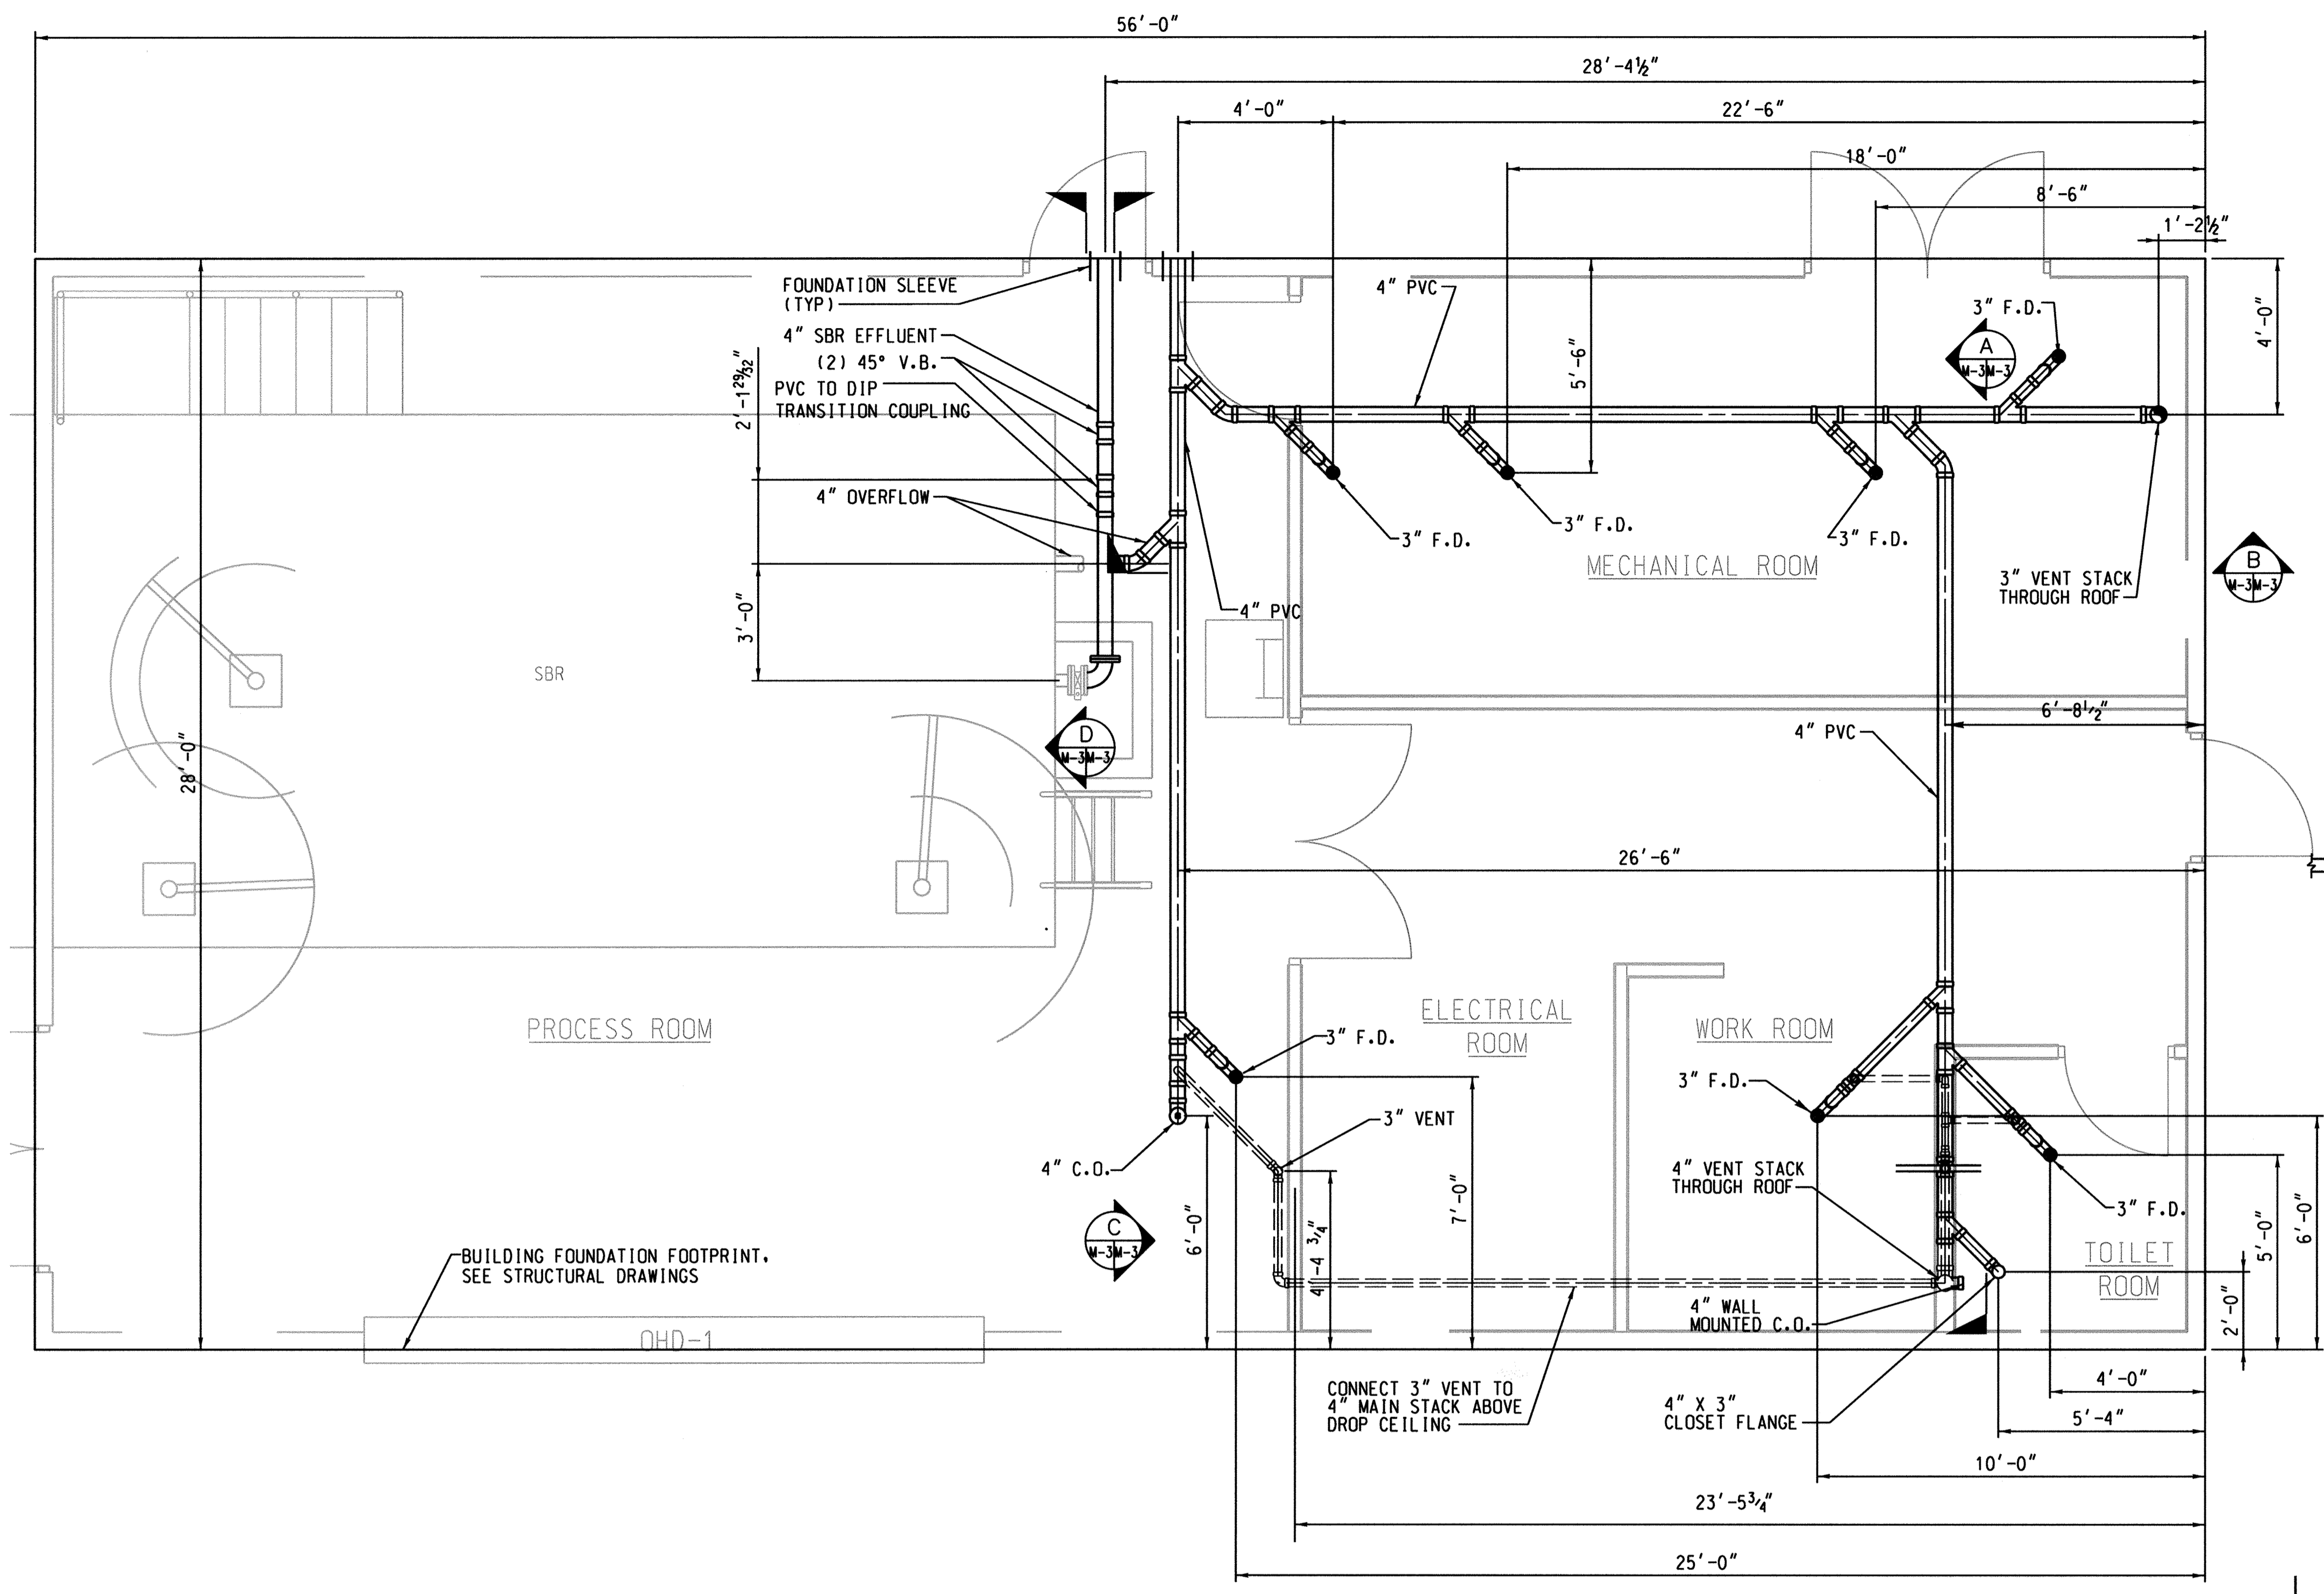 56'-0"
28'-4½"
4'-0"
22'-6"
18'-0"
8'-6"
1'-2½"
FOUNDATION SLEEVE
(TYP)
4" SBR EFFLUENT
(2) 45° V.B.
PVC TO DIP
TRANSITION COUPLING
4" OVERFLOW
2'-1 29/32"
3'-0"
4" PVC
5'-6"
3" F.D.
A
M-3 M-3
4'-0"
3" F.D.
3" F.D.
3" F.D.
MECHANICAL ROOM
3" VENT STACK
THROUGH ROOF
B
M-3 M-3
4" PVC
SBR
28'-0"
D
M-3 M-3
6'-8½"
4" PVC
26'-6"
PROCESS ROOM
ELECTRICAL
ROOM
WORK ROOM
3" F.D.
3" F.D.
3" VENT
4" C.O.
4" VENT STACK
THROUGH ROOF
3" F.D.
C
M-3 M-3
6'-0"
4'-4 3/4"
7'-0"
TOILET
ROOM
5'-0"
6'-0"
2'-0"
BUILDING FOUNDATION FOOTPRINT.
SEE STRUCTURAL DRAWINGS
OHD-1
4" WALL
MOUNTED C.O.
CONNECT 3" VENT TO
4" MAIN STACK ABOVE
DROP CEILING
4" X 3"
CLOSET FLANGE
4'-0"
5'-4"
10'-0"
23'-5¾"
25'-0"